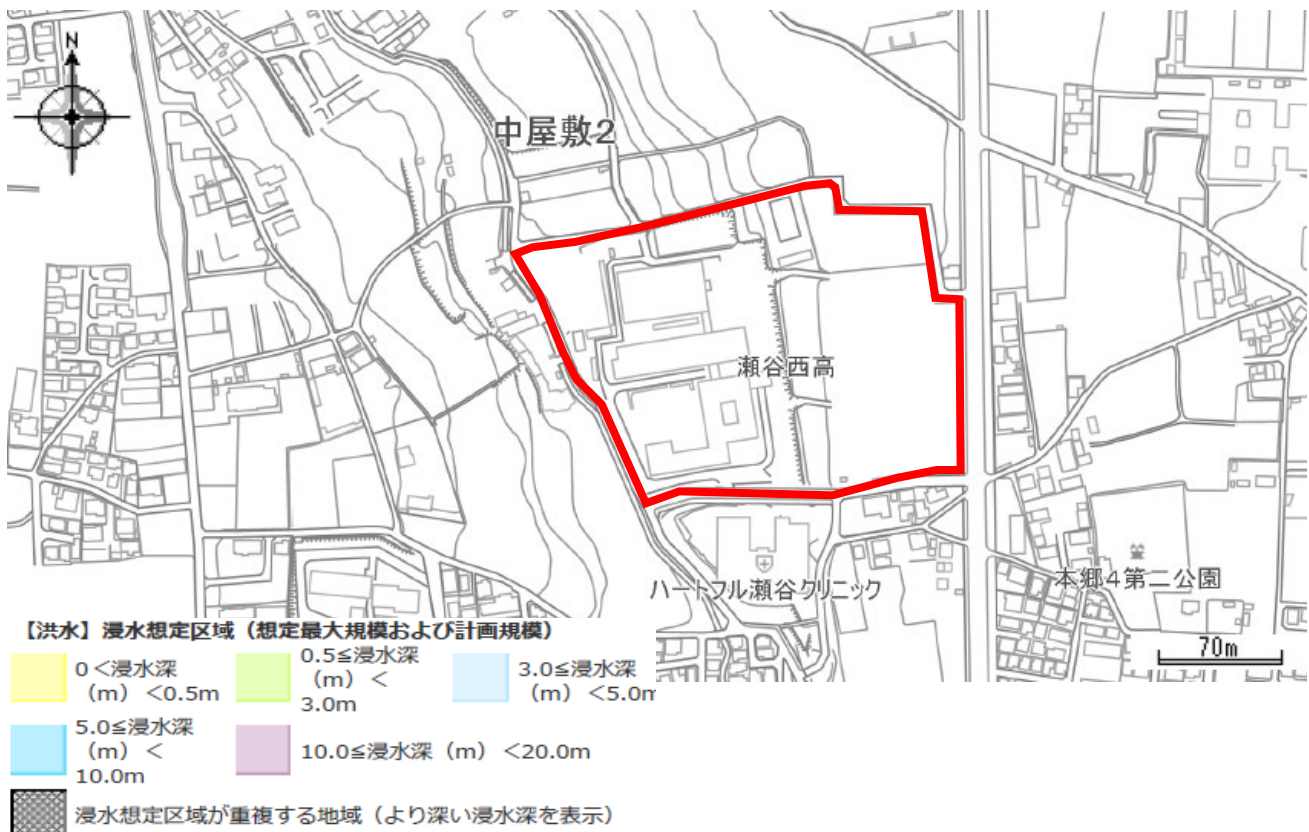 N
中屋敷2
瀬谷西高
ハートフル瀬谷クリニック
本郷4第二公園
70m
【洪水】浸水想定区域（想定最大規模および計画規模）
0＜浸水深
（m）＜0.5m
0.5≦浸水深
（m）＜
3.0m
3.0≦浸水深
（m）＜5.0m
5.0≦浸水深
（m）＜
10.0m
10.0≦浸水深（m）＜20.0m
浸水想定区域が重複する地域（より深い浸水深を表示）